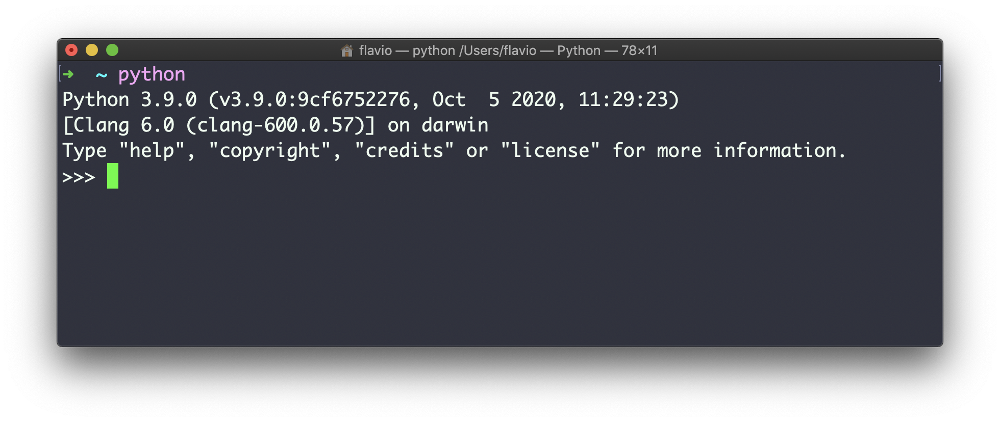 flavio — python /Users/flavio — Python — 78×11
[➜  ~ python ]
Python 3.9.0 (v3.9.0:9cf6752276, Oct  5 2020, 11:29:23)
[Clang 6.0 (clang-600.0.57)] on darwin
Type "help", "copyright", "credits" or "license" for more information.
>>>